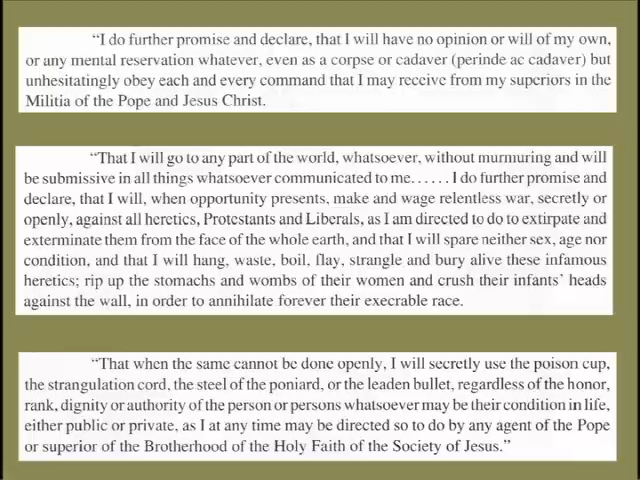 “I do further promise and declare, that I will have no opinion or will of my own,
or any mental reservation whatever, even as a corpse or cadaver (perinde ac cadaver) but
unhesitatingly obey each and every command that I may receive from my superiors in the
Militia of the Pope and Jesus Christ.
“That I will go to any part of the world, whatsoever, without murmuring and will
be submissive in all things whatsoever communicated to me. . . . . . I do further promise and
declare, that I will, when opportunity presents, make and wage relentless war, secretly or
openly, against all heretics, Protestants and Liberals, as I am directed to do to extirpate and
exterminate them from the face of the whole earth, and that I will spare neither sex, age nor
condition, and that I will hang, waste, boil, flay, strangle and bury alive these infamous
heretics; rip up the stomachs and wombs of their women and crush their infants’ heads
against the wall, in order to annihilate forever their execrable race.
“That when the same cannot be done openly, I will secretly use the poison cup,
the strangulation cord, the steel of the poniard, or the leaden bullet, regardless of the honor,
rank, dignity or authority of the person or persons whatsoever may be their condition in life,
either public or private, as I at any time may be directed so to do by any agent of the Pope
or superior of the Brotherhood of the Holy Faith of the Society of Jesus.”